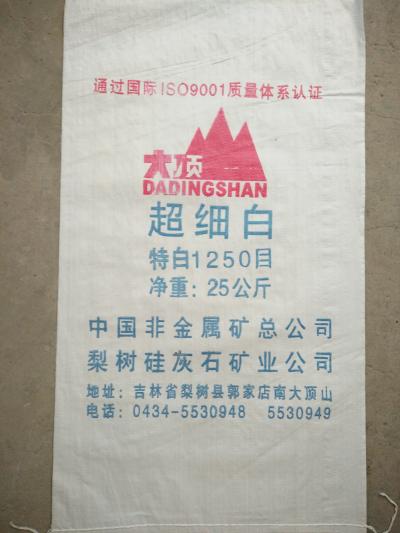 通过国际ISO9001质量体系认证
大顶
DADINGSHAN
超细白
特白1250目
净重：25公斤
中国非金属矿总公司
梨树硅灰石矿业公司
地址：吉林省梨树县郭家店南大顶山
电话：0434-5530948 5530949